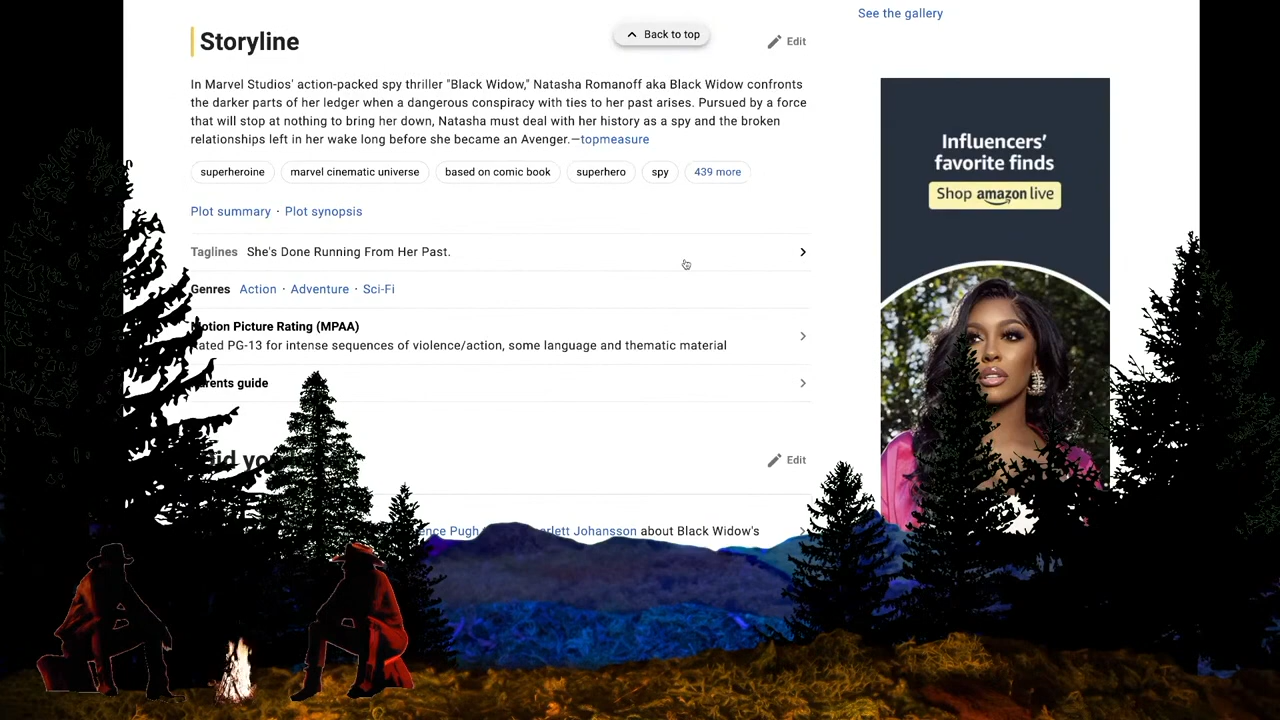 See the gallery
Storyline
Back to top
Edit
In Marvel Studios' action-packed spy thriller "Black Widow," Natasha Romanoff aka Black Widow confronts
the darker parts of her ledger when a dangerous conspiracy with ties to her past arises. Pursued by a force
that will stop at nothing to bring her down, Natasha must deal with her history as a spy and the broken
relationships left in her wake long before she became an Avenger.—topmeasure
superheroine marvel cinematic universe based on comic book superhero spy 439 more
Plot summary · Plot synopsis
Taglines She's Done Running From Her Past.
Genres Action · Adventure · Sci-Fi
Motion Picture Rating (MPAA)
Rated PG-13 for intense sequences of violence/action, some language and thematic material
Parents guide
Edit
Pugh
Johansson about Black Widow's
Influencers'
favorite finds
Shop amazon live